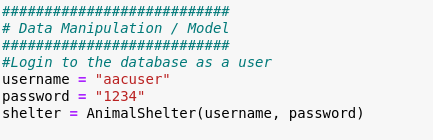 ###########################
# Data Manipulation / Model
###########################
#Login to the database as a user
username = "aacuser"
password = "1234"
shelter = AnimalShelter(username, password)